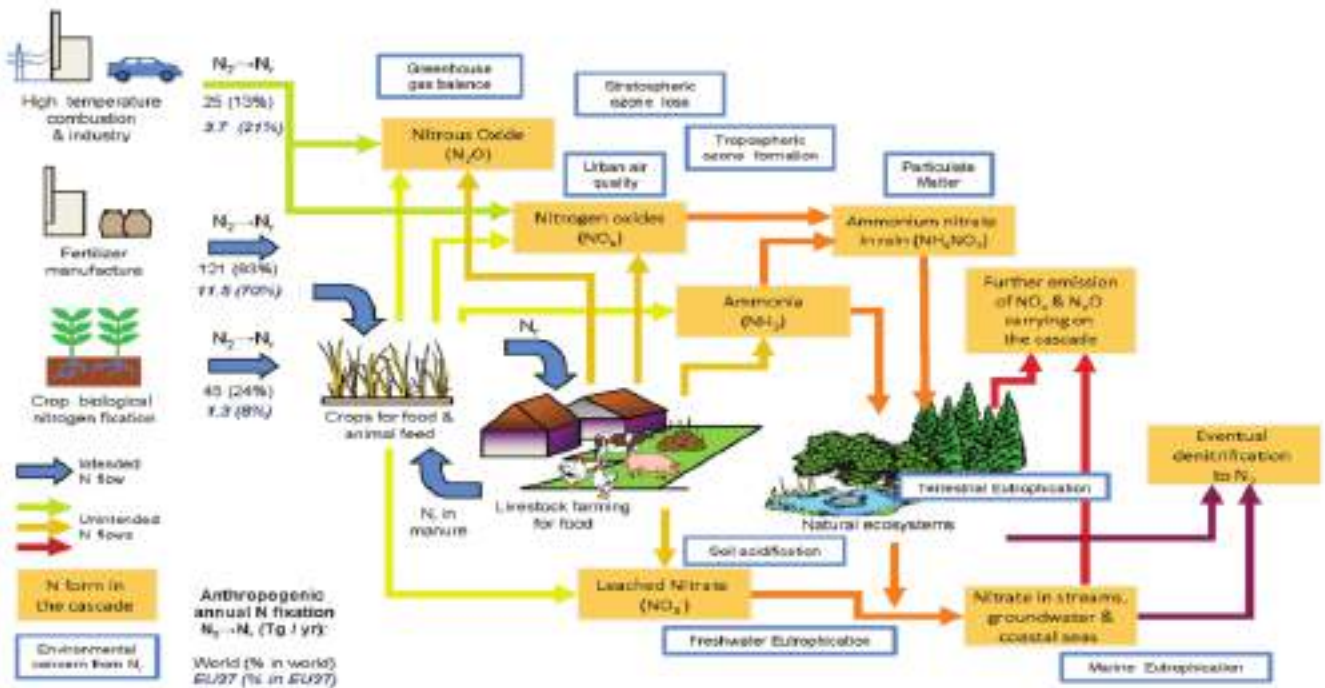 High temperature
combustion
& industry
N₂→Nᵣ
25 (13%)
3.7 (21%)
Fertilizer
manufacture
N₂→Nᵣ
121 (63%)
11.5 (70%)
Crop biological
nitrogen fixation
N₂→Nᵣ
45 (24%)
1.3 (8%)
Intended
N flow
Unintended
N flows
N form in
the cascade
Environmental
concern from Nᵣ
Anthropogenic
annual N fixation
N₂→Nᵣ (Tg / yr):
World (% in world)
EU27 (% in EU27)
Greenhouse
gas balance
Stratospheric
ozone loss
Tropospheric
ozone formation
Nitrous Oxide
(N₂O)
Urban air
quality
Particulate
Matter
Nitrogen oxides
(NOₓ)
Ammonium nitrate
in rain (NH₄NO₃)
Ammonia
(NH₃)
Further emission
of NOₓ & N₂O
carrying on
the cascade
Nᵣ
Crops for food &
animal feed
Nᵣ in
manure
Livestock farming
for food
Natural ecosystems
Terrestrial Eutrophication
Eventual
denitrification
to N₂
Soil acidification
Leached Nitrate
(NO₃⁻)
Freshwater Eutrophication
Nitrate in streams,
groundwater &
coastal seas
Marine Eutrophication